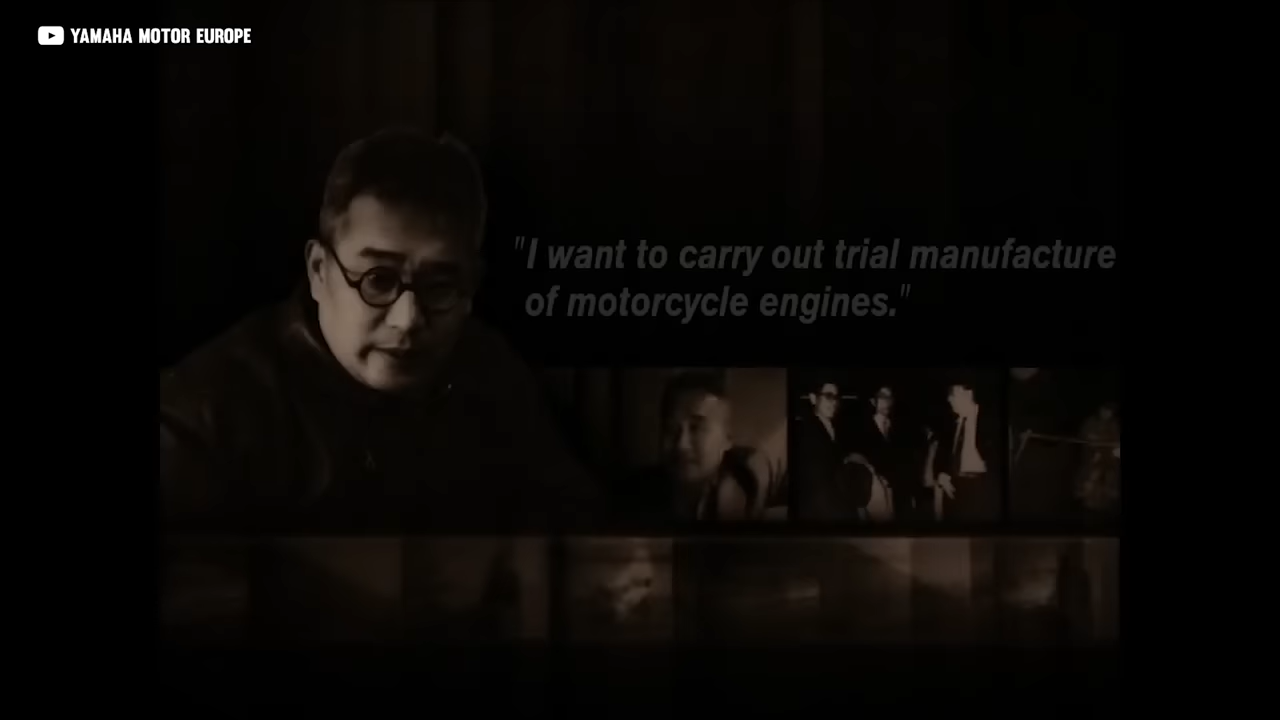 YAMAHA MOTOR EUROPE
"I want to carry out trial manufacture
of motorcycle engines."